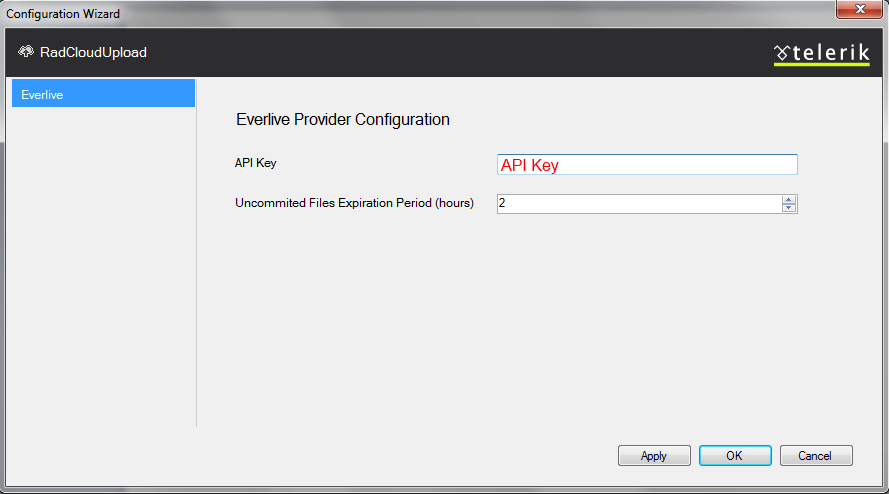 Configuration Wizard
RadCloudUpload
telerik
Everlive
Everlive Provider Configuration
API Key
API Key
Uncommited Files Expiration Period (hours)
2
Apply
OK
Cancel